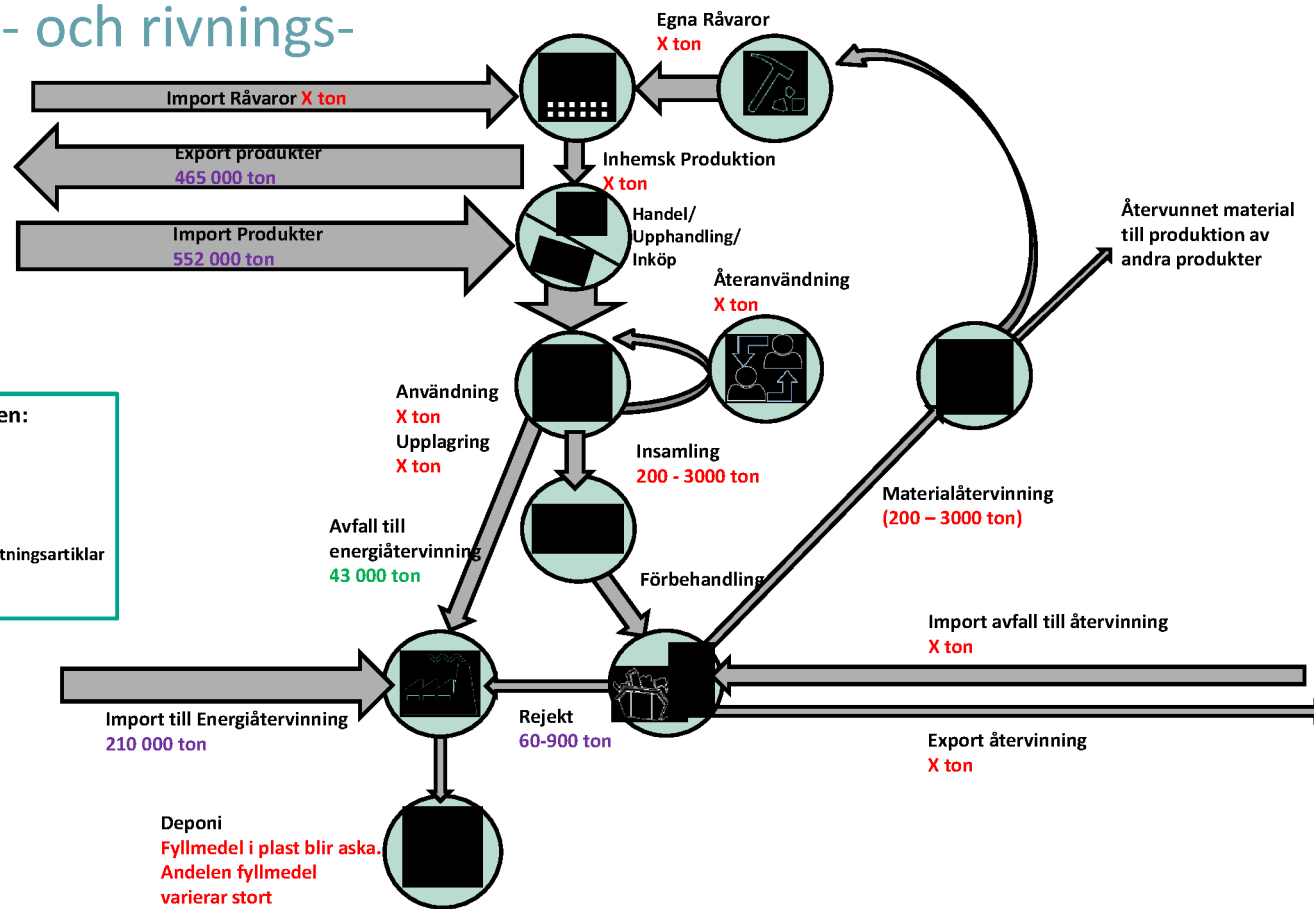 - och rivnings-
Egna Råvaror
X ton
Import Råvaror X ton
Export produkter
465 000 ton
Inhemsk Produktion
X ton
Handel/
Upphandling/
Inköp
Import Produkter
552 000 ton
Återvunnet material
till produktion av
andra produkter
Återanvändning
X ton
en:
tningsartiklar
Användning
X ton
Upplagring
X ton
Insamling
200 - 3000 ton
Materialåtervinning
(200 – 3000 ton)
Avfall till
energiåtervinning
43 000 ton
Förbehandling
Import avfall till återvinning
X ton
Import till Energiåtervinning
210 000 ton
Rejekt
60-900 ton
Export återvinning
X ton
Deponi
Fyllmedel i plast blir aska.
Andelen fyllmedel
varierar stort